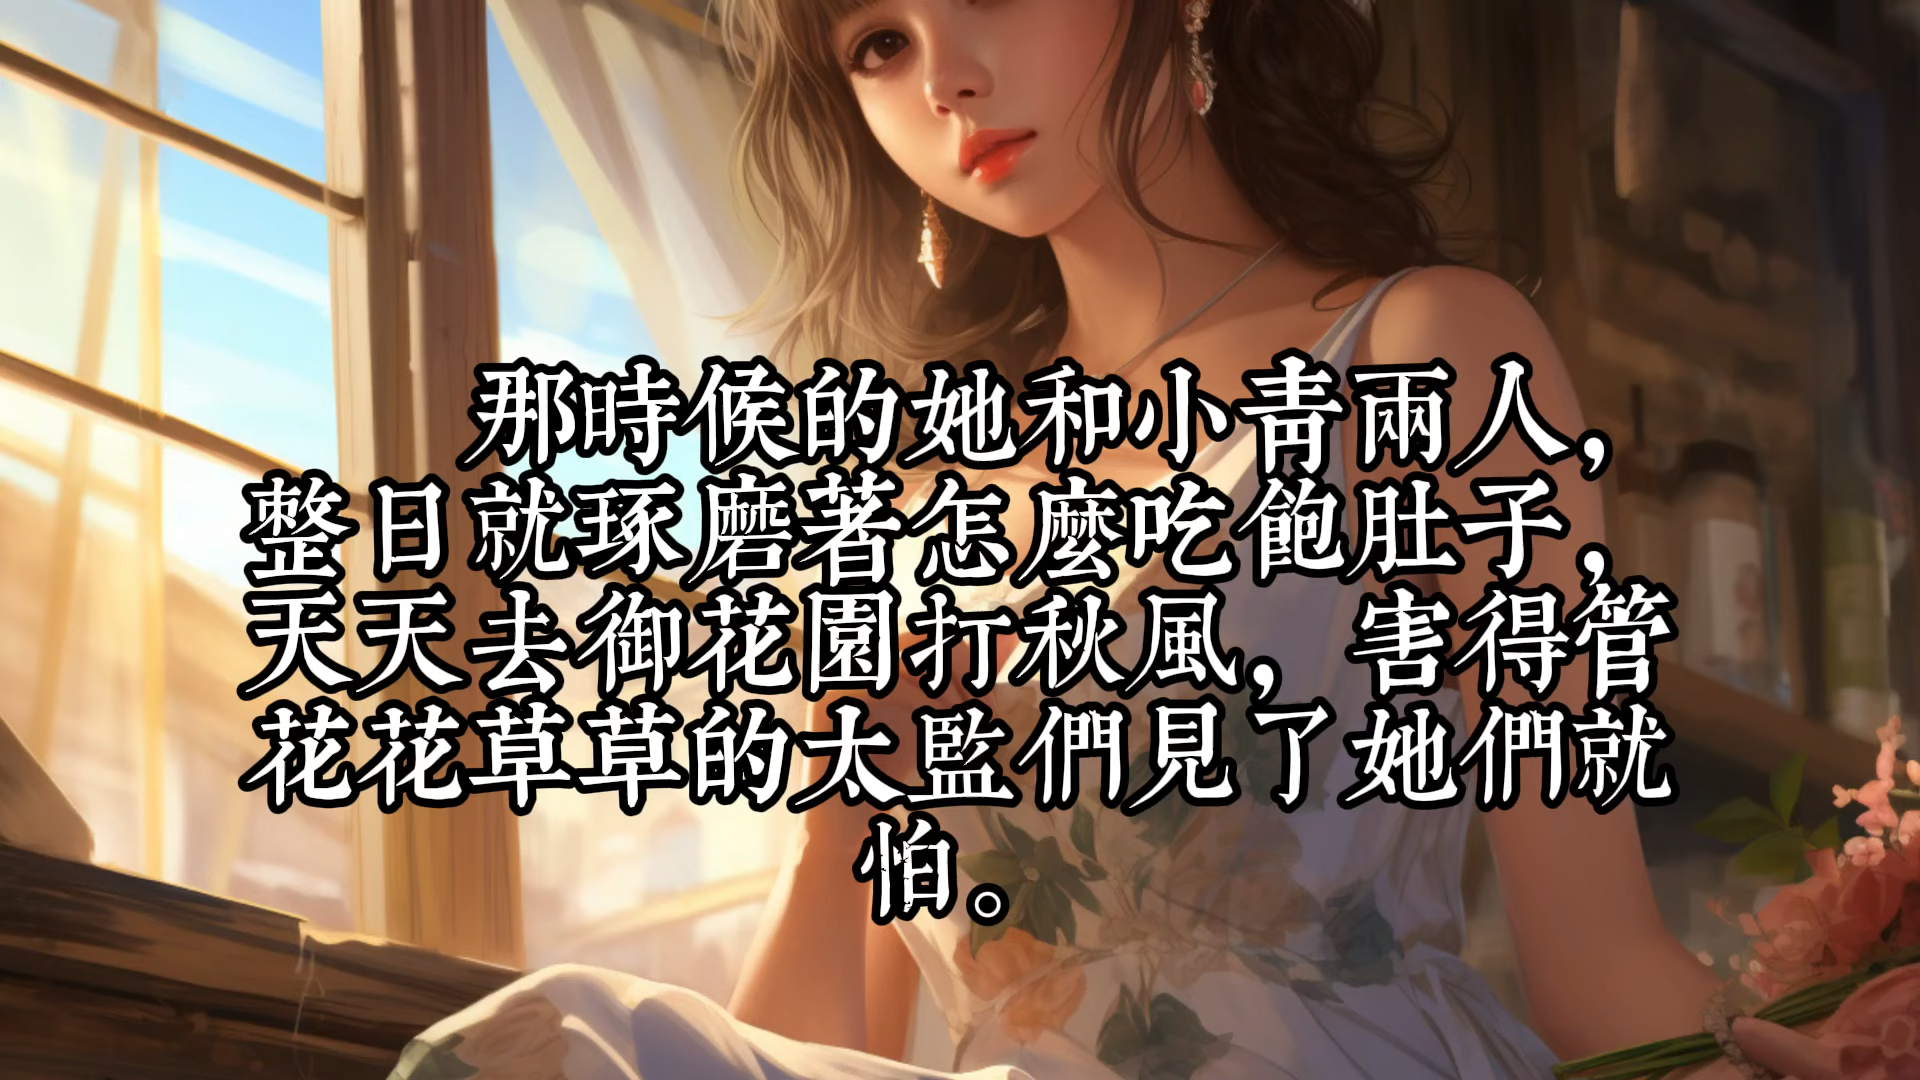 那時候的她和小青兩人，
整日就琢磨著怎麼吃飽肚子，
天天去御花園打秋風，害得管
花花草草的太監們見了她們就
怕。